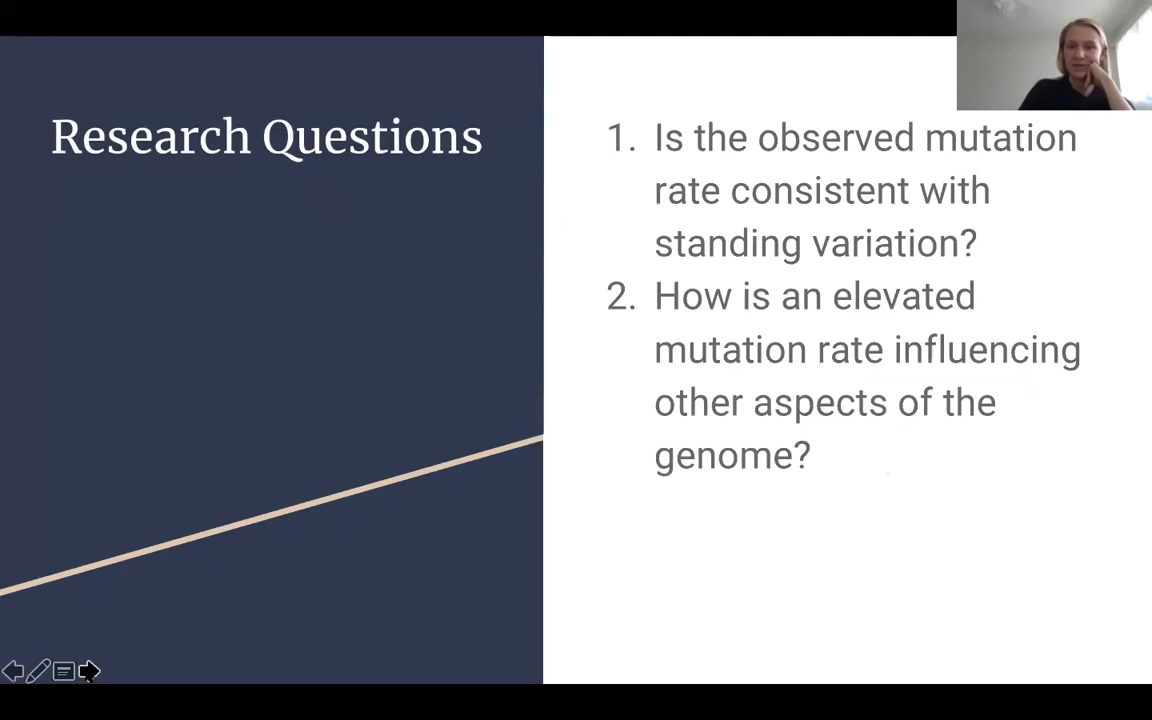 Research Questions
1. Is the observed mutation
rate consistent with
standing variation?
2. How is an elevated
mutation rate influencing
other aspects of the
genome?